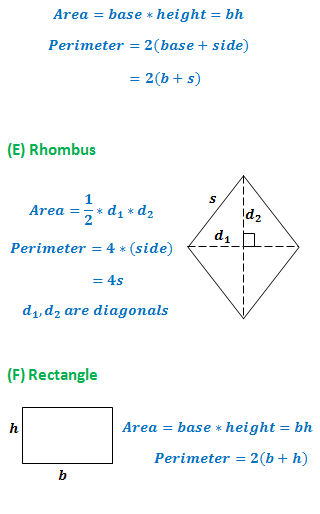 Area = base * height = bh
Perimeter = 2(base + side)
= 2(b + s)
(E) Rhombus
Area = 1/2 * d₁ * d₂
Perimeter = 4 * (side)
= 4s
d₁, d₂ are diagonals
s
d₂
d₁
(F) Rectangle
h
b
Area = base * height = bh
Perimeter = 2(b + h)